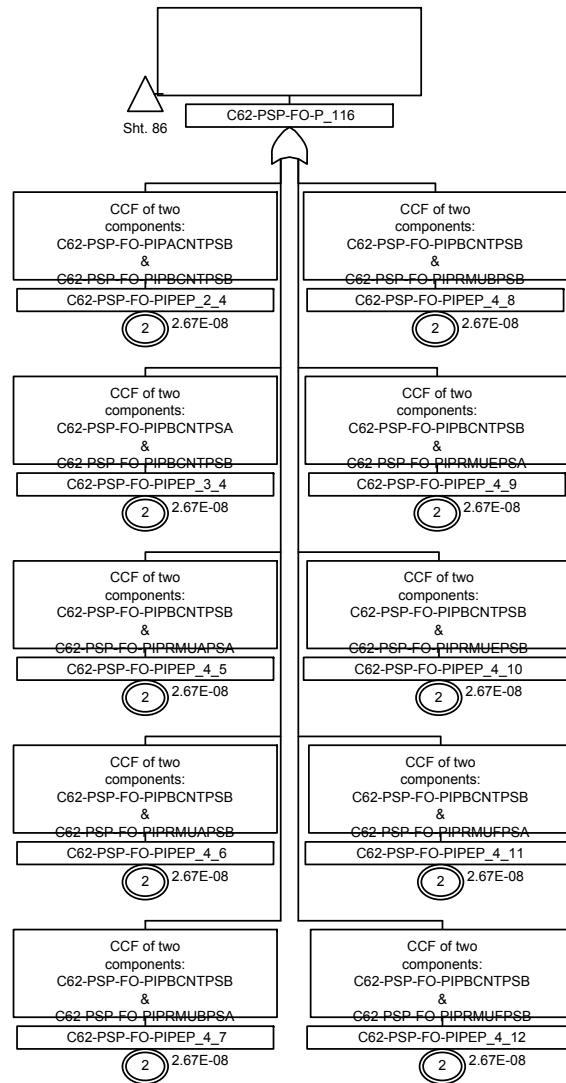 Sht. 86
C62-PSP-FO-P_116
CCF of two
components:
C62-PSP-FO-PIPACNTPSB
&
C62-PSP-FO-PIPBCNTPSB
C62-PSP-FO-PIPEP_2_4
2
2.67E-08
CCF of two
components:
C62-PSP-FO-PIPBCNTPSB
&
C62-PSP-FO-PIPRMUBPSB
C62-PSP-FO-PIPEP_4_8
2
2.67E-08
CCF of two
components:
C62-PSP-FO-PIPBCNTPSA
&
C62-PSP-FO-PIPBCNTPSB
C62-PSP-FO-PIPEP_3_4
2
2.67E-08
CCF of two
components:
C62-PSP-FO-PIPBCNTPSB
&
C62-PSP-FO-PIPRMUEPSA
C62-PSP-FO-PIPEP_4_9
2
2.67E-08
CCF of two
components:
C62-PSP-FO-PIPBCNTPSB
&
C62-PSP-FO-PIPRMUAPSA
C62-PSP-FO-PIPEP_4_5
2
2.67E-08
CCF of two
components:
C62-PSP-FO-PIPBCNTPSB
&
C62-PSP-FO-PIPRMUEPSB
C62-PSP-FO-PIPEP_4_10
2
2.67E-08
CCF of two
components:
C62-PSP-FO-PIPBCNTPSB
&
C62-PSP-FO-PIPRMUAPSB
C62-PSP-FO-PIPEP_4_6
2
2.67E-08
CCF of two
components:
C62-PSP-FO-PIPBCNTPSB
&
C62-PSP-FO-PIPRMUFPSA
C62-PSP-FO-PIPEP_4_11
2
2.67E-08
CCF of two
components:
C62-PSP-FO-PIPBCNTPSB
&
C62-PSP-FO-PIPRMUBPSA
C62-PSP-FO-PIPEP_4_7
2
2.67E-08
CCF of two
components:
C62-PSP-FO-PIPBCNTPSB
&
C62-PSP-FO-PIPRMUFPSB
C62-PSP-FO-PIPEP_4_12
2
2.67E-08